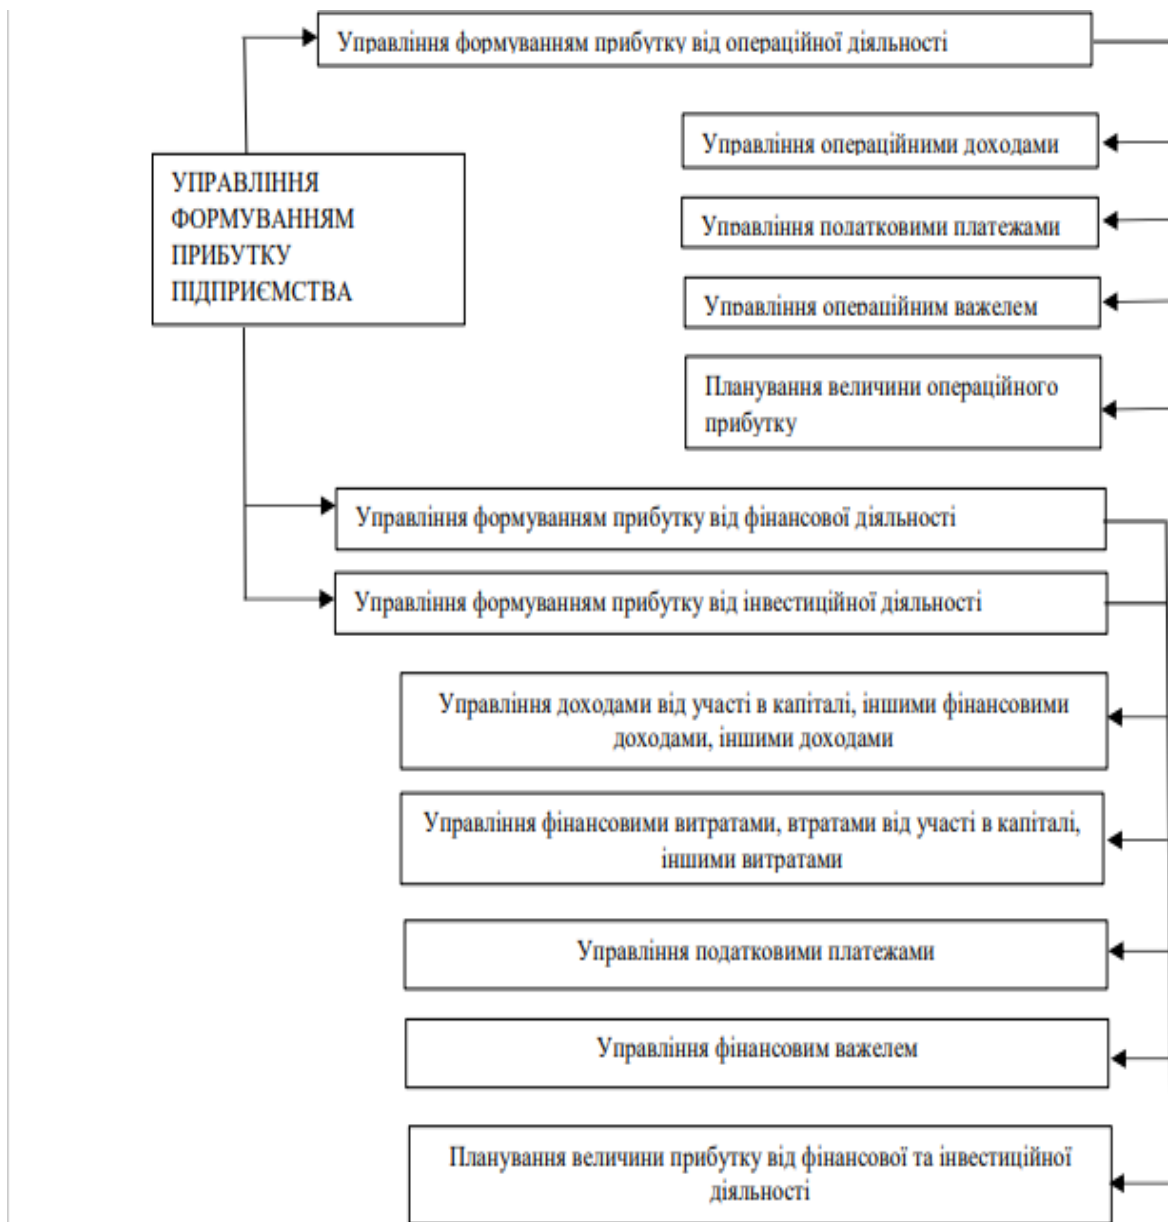 Управління формуванням прибутку від операційної діяльності
Управління операційними доходами
УПРАВЛІННЯ
ФОРМУВАННЯМ
ПРИБУТКУ
ПІДПРИЄМСТВА
Управління податковими платежами
Управління операційним важелем
Планування величини операційного
прибутку
Управління формуванням прибутку від фінансової діяльності
Управління формуванням прибутку від інвестиційної діяльності
Управління доходами від участі в капіталі, іншими фінансовими
доходами, іншими доходами
Управління фінансовими витратами, втратами від участі в капіталі,
іншими витратами
Управління податковими платежами
Управління фінансовим важелем
Планування величини прибутку від фінансової та інвестиційної
діяльності